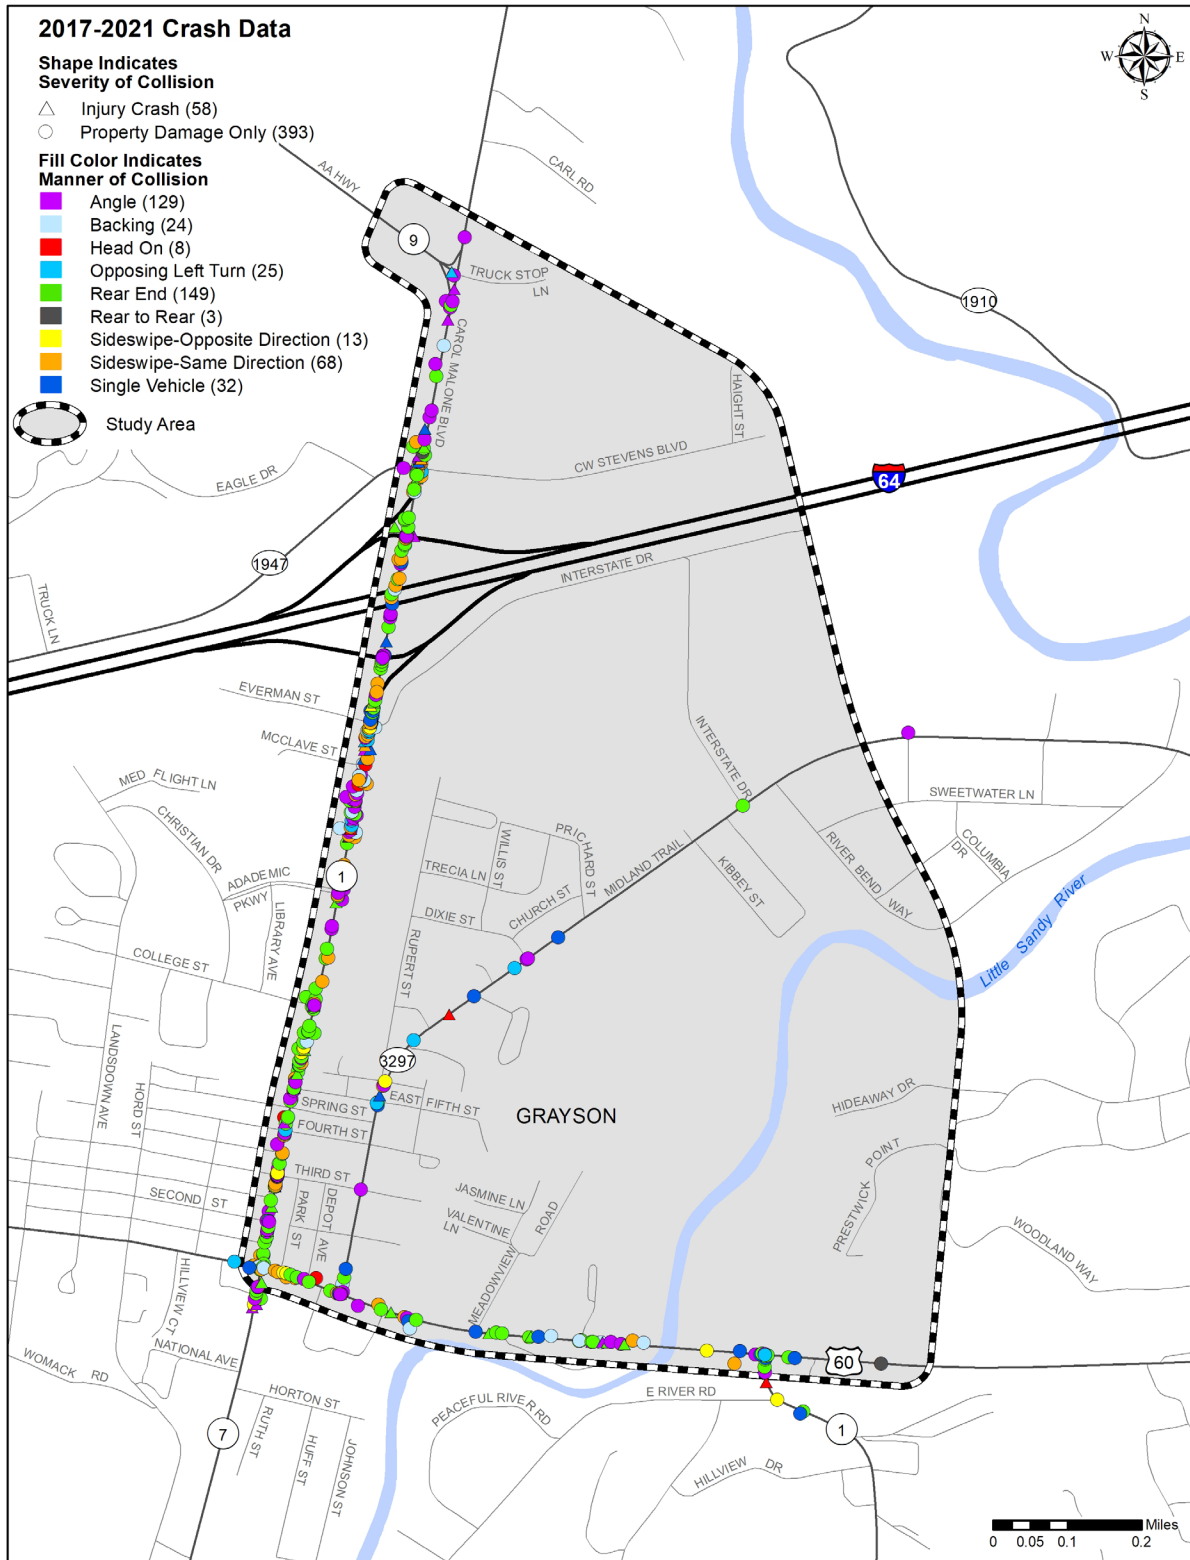 2017-2021 Crash Data
Shape Indicates
Severity of Collision
Injury Crash (58)
Property Damage Only (393)
Fill Color Indicates
Manner of Collision
Angle (129)
Backing (24)
Head On (8)
Opposing Left Turn (25)
Rear End (149)
Rear to Rear (3)
Sideswipe-Opposite Direction (13)
Sideswipe-Same Direction (68)
Single Vehicle (32)
Study Area
N
W
E
S
AA HWY
CARL RD
9
TRUCK STOP
LN
1910
CAROL MALONE BLVD
HAIGHT ST
CW STEVENS BLVD
EAGLE DR
64
1947
INTERSTATE DR
TRUCK LN
EVERMAN ST
MCCLAVE ST
INTERSTATE DR
MED FLIGHT LN
CHRISTIAN DR
SWEETWATER LN
COLUMBIA
DR
RIVER BEND
WAY
WILLIS ST
PRICHARD ST
MIDLAND TRAIL
KIBBEY ST
TRECIA LN
CHURCH ST
DIXIE ST
1
ADADEMIC
PKWY
LIBRARY AVE
RUPERT ST
COLLEGE ST
Little Sandy River
LANDSDOWN AVE
HORD ST
3297
EAST FIFTH ST
SPRING ST
FOURTH ST
GRAYSON
HIDEAWAY DR
PRESTWICK POINT
THIRD ST
SECOND ST
PARK ST
DEPOT AVE
JASMINE LN
VALENTINE
LN
MEADOWVIEW ROAD
WOODLAND WAY
HILLVIEW CT
NATIONAL AVE
WOMACK RD
HORTON ST
RUTH ST
HUFF ST
JOHNSON ST
7
PEACEFUL RIVER RD
E RIVER RD
60
1
HILLVIEW DR
Miles
0 0.05 0.1 0.2